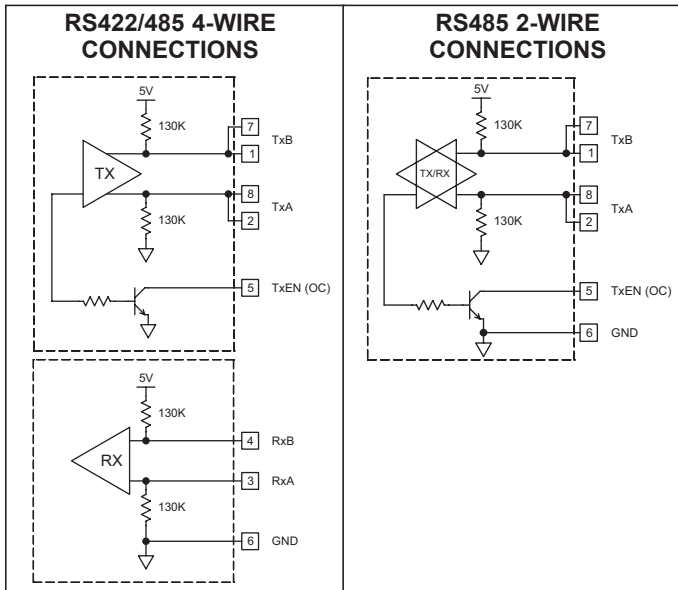 RS422/485 4-WIRE
CONNECTIONS
5V
130K
7
TxB
1
TX
8
TxA
130K
2
5 TxEN (OC)
5V
130K
4 RxB
RX
3 RxA
130K
6 GND
RS485 2-WIRE
CONNECTIONS
5V
130K
7
TxB
1
TX/RX
8
TxA
130K
2
5 TxEN (OC)
6 GND